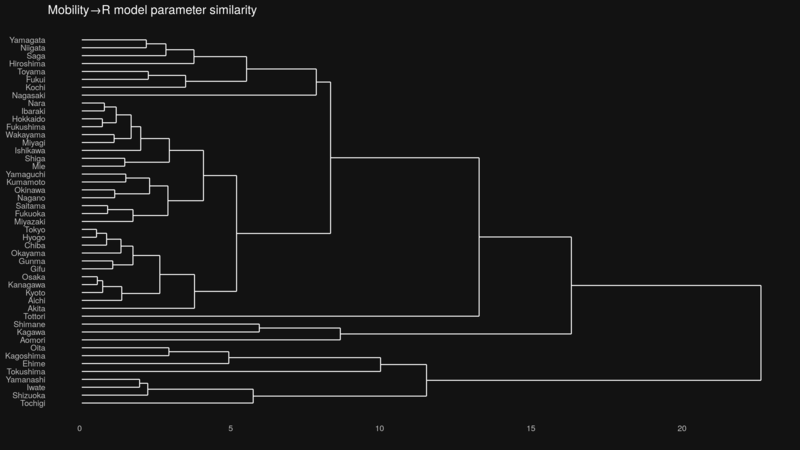 Mobility→R model parameter similarity
Yamagata
Niigata
Saga
Hiroshima
Toyama
Fukui
Kochi
Nagasaki
Nara
Ibaraki
Hokkaido
Fukushima
Wakayama
Miyagi
Ishikawa
Shiga
Mie
Yamaguchi
Kumamoto
Okinawa
Nagano
Saitama
Fukuoka
Miyazaki
Tokyo
Hyogo
Chiba
Okayama
Gunma
Gifu
Osaka
Kanagawa
Kyoto
Aichi
Akita
Tottori
Shimane
Kagawa
Aomori
Oita
Kagoshima
Ehime
Tokushima
Yamanashi
Iwate
Shizuoka
Tochigi
0 5 10 15 20